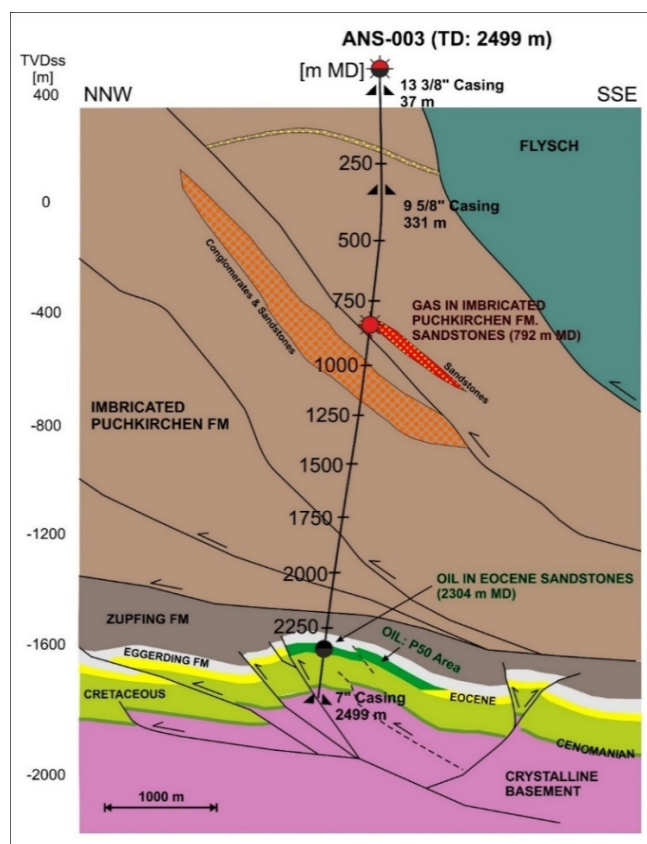 ANS-003 (TD: 2499 m)
TVDss
[m]
[m MD]
400
NNW
13 3/8" Casing
37 m
SSE
FLYSCH
250
0
9 5/8" Casing
331 m
500
750
-400
GAS IN IMBRICATED
PUCHKIRCHEN FM.
SANDSTONES (792 m MD)
Conglomerates & Sandstones
Sandstones
1000
1250
IMBRICATED
PUCHKIRCHEN FM
-800
1500
1750
-1200
2000
OIL IN EOCENE SANDSTONES
(2304 m MD)
ZUPFING FM
2250
OIL: P50 Area
-1600
EGGERDING FM
CRETACEOUS
EOCENE
7" Casing
2499 m
CENOMANIAN
-2000
CRYSTALLINE
BASEMENT
1000 m